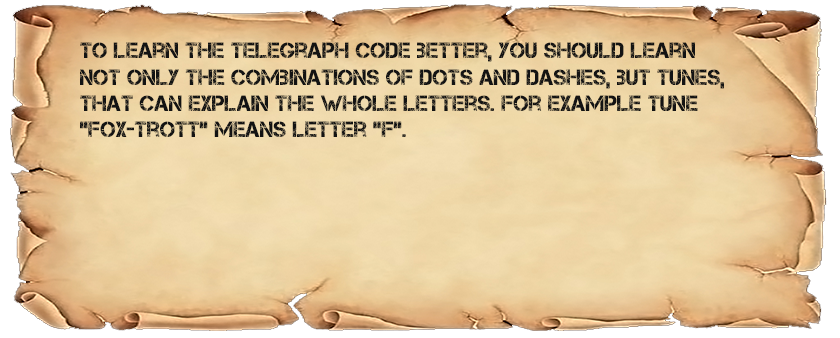 TO LEARN THE TELEGRAPH CODE BETTER, YOU SHOULD LEARN
NOT ONLY THE COMBINATIONS OF DOTS AND DASHES, BUT TUNES,
THAT CAN EXPLAIN THE WHOLE LETTERS. FOR EXAMPLE TUNE
"FOX-TROTT" MEANS LETTER "F".